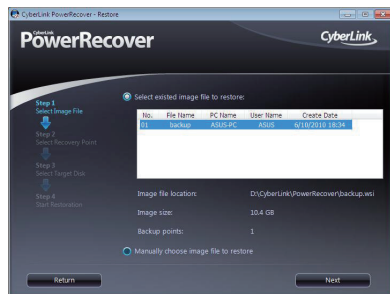 CyberLink PowerRecover - Restore
CyberLink
PowerRecover
CyberLink
Step 1
Select Image File
Step 2
Select Recovery Point
Step 3
Select Target Disk
Step 4
Start Restoration
Select existed image file to restore:
No. File Name PC Name User Name Create Date
01 backup ASUS-PC ASUS 6/10/2010 18:34
Image file location: D:\CyberLink\PowerRecover\backup.wsi
Image size: 10.4 GB
Backup points: 1
Manually choose image file to restore
Return
Next